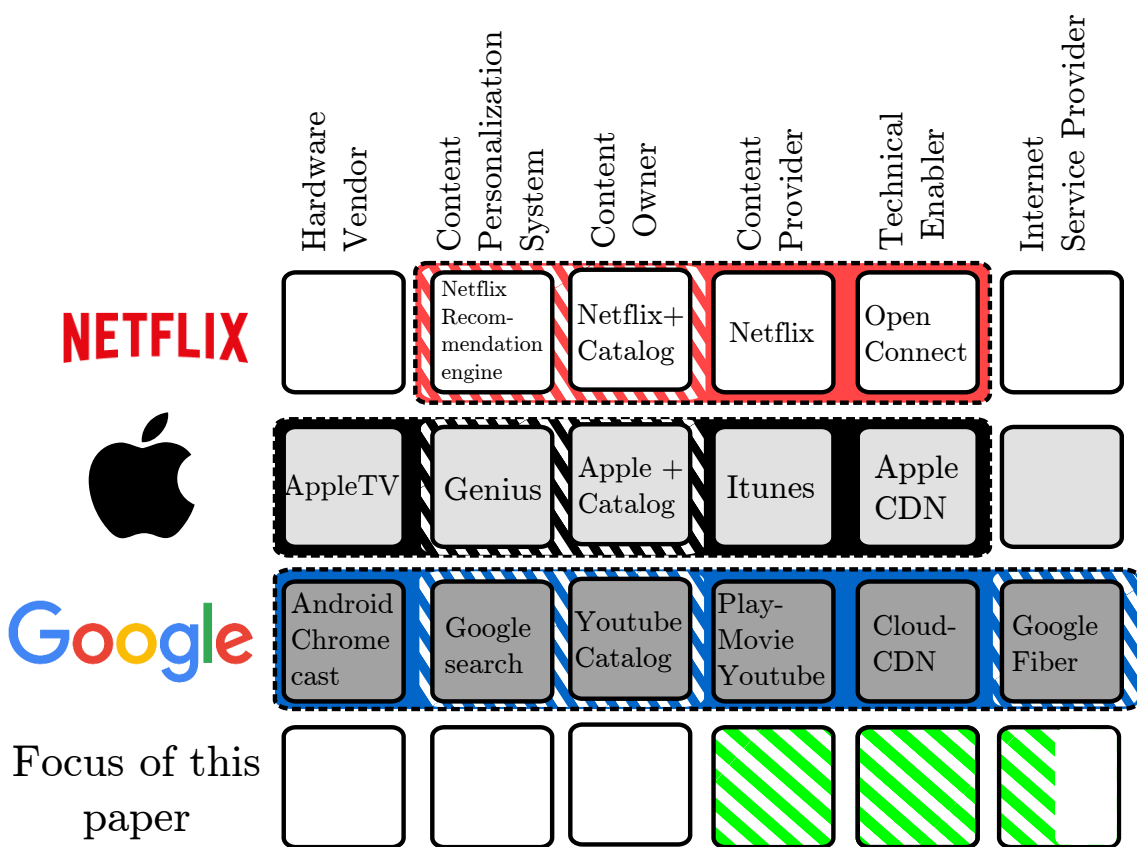 Hardware
Vendor
Content
Personalization
System
Content
Owner
Content
Provider
Technical
Enabler
Internet
Service Provider
NETFLIX
Netflix
Recom-
mendation
engine
Netflix+
Catalog
Netflix
Open
Connect
AppleTV
Genius
Apple +
Catalog
Itunes
Apple
CDN
Google
Android
Chrome
cast
Google
search
Youtube
Catalog
Play-
Movie
Youtube
Cloud-
CDN
Google
Fiber
Focus of this
paper